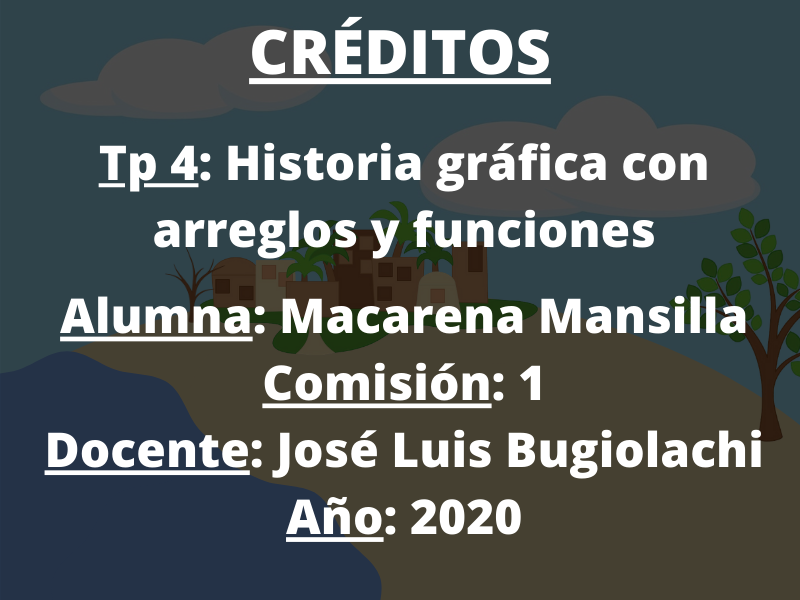 CRÉDITOS
Tp 4: Historia gráfica con
arreglos y funciones
Alumna: Macarena Mansilla
Comisión: 1
Docente: José Luis Bugiolachi
Año: 2020